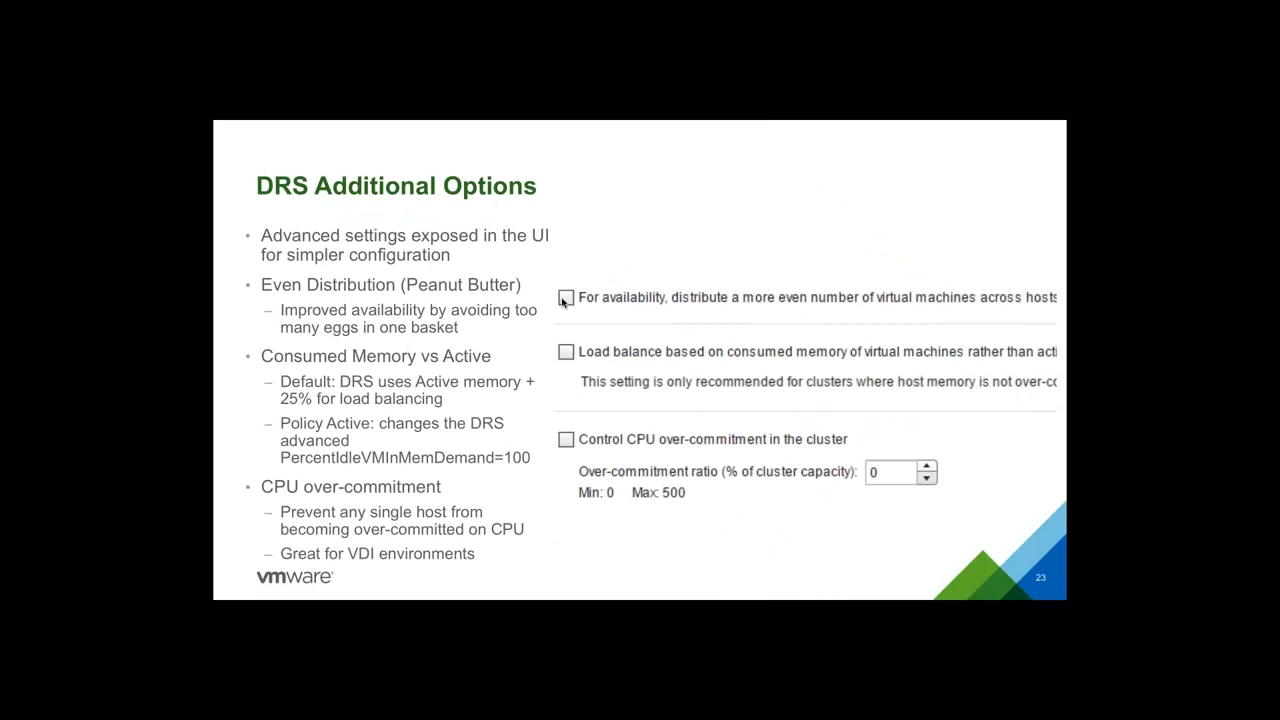 DRS Additional Options
• Advanced settings exposed in the UI
for simpler configuration
• Even Distribution (Peanut Butter)
– Improved availability by avoiding too
many eggs in one basket
• Consumed Memory vs Active
– Default: DRS uses Active memory +
25% for load balancing
– Policy Active: changes the DRS
advanced
PercentIdleVMInMemDemand=100
• CPU over-commitment
– Prevent any single host from
becoming over-committed on CPU
– Great for VDI environments
For availability, distribute a more even number of virtual machines across hosts
Load balance based on consumed memory of virtual machines rather than acti
This setting is only recommended for clusters where host memory is not over-co
Control CPU over-commitment in the cluster
Over-commitment ratio (% of cluster capacity): 0
Min: 0 Max: 500
vmware®
23